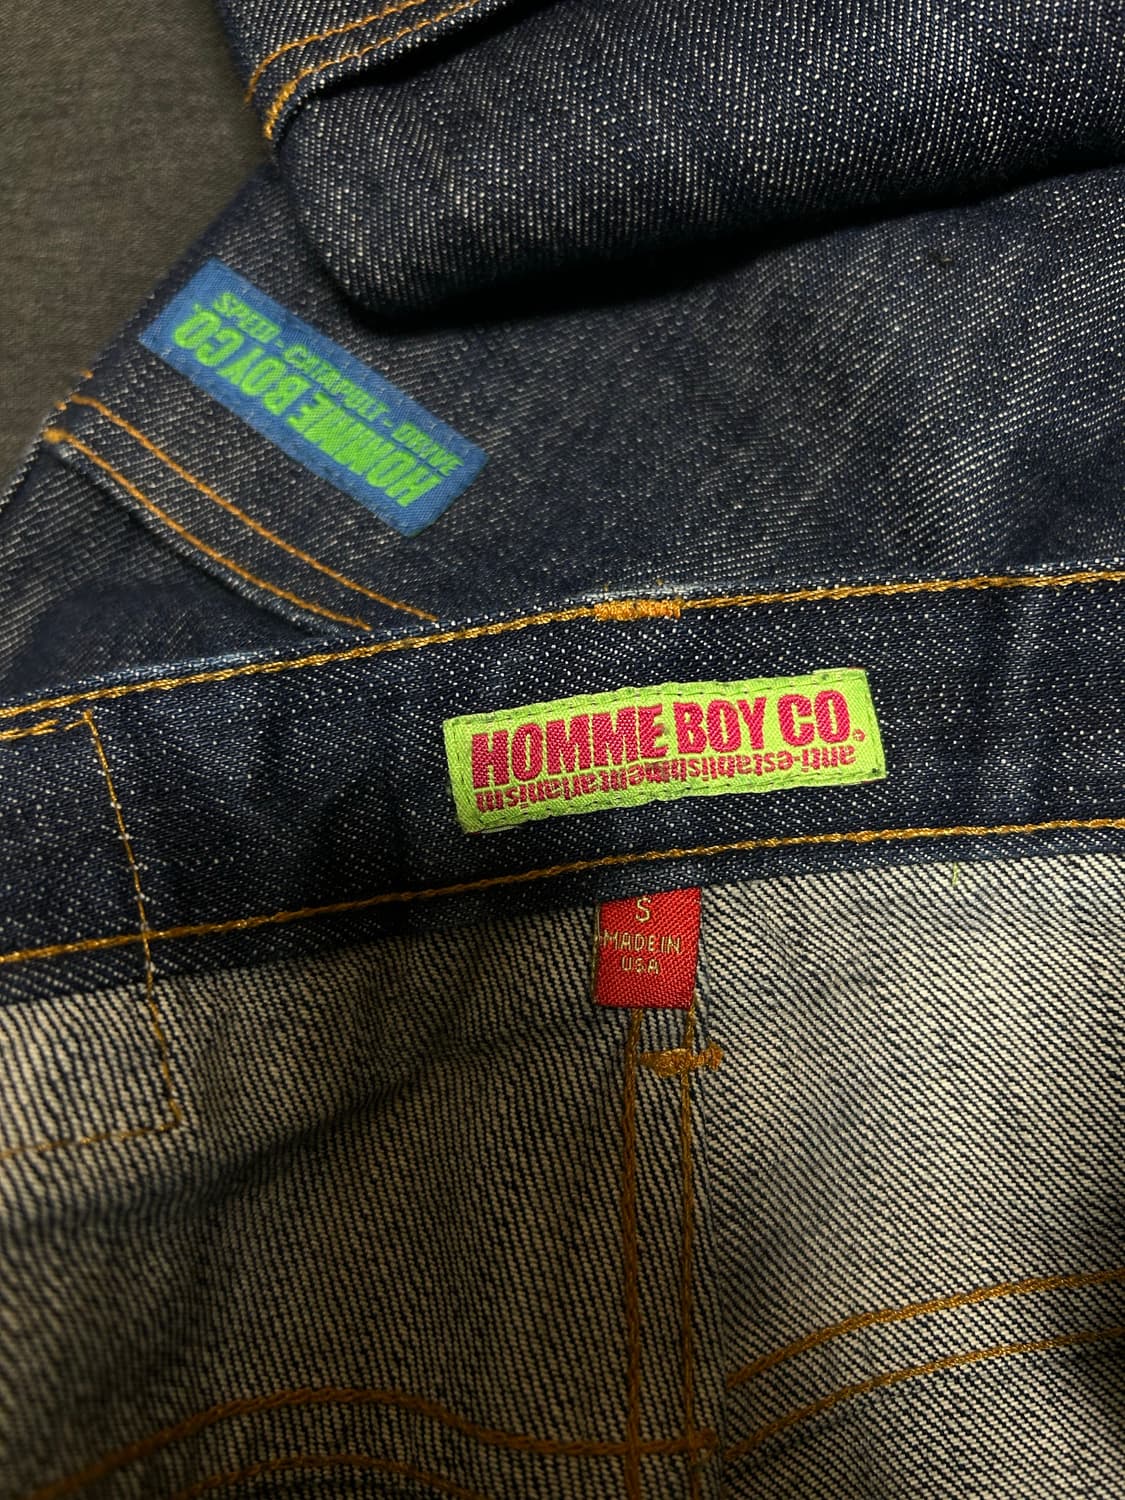 SPEED - CATAPULT - DRIVE
HOMME BOY CO.
HOMME BOY CO.
anti-establishmentarianism
S
MADE IN
USA